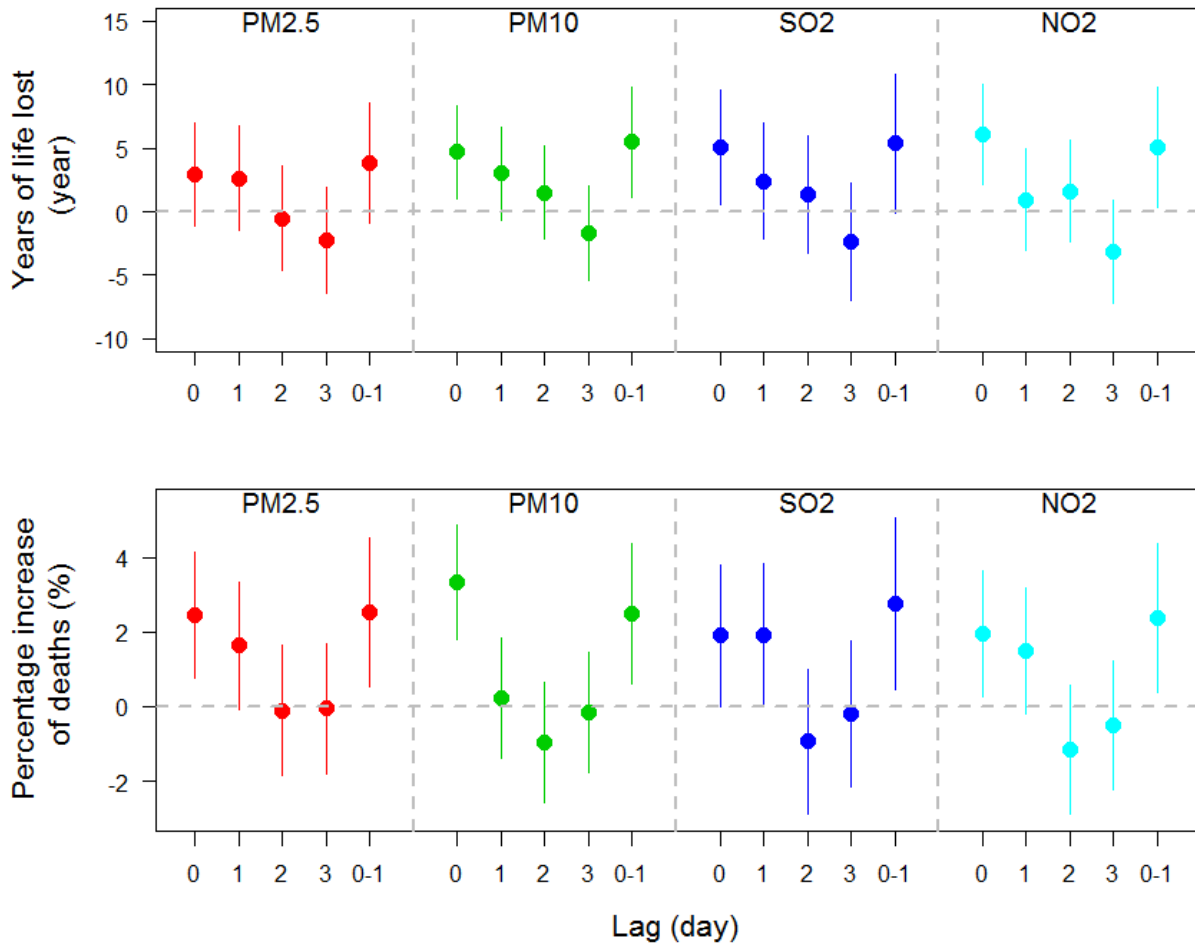 PM2.5 PM10 SO2 NO2
Years of life lost
(year)
15
10
5
0
-5
-10
0 1 2 3 0-1 0 1 2 3 0-1 0 1 2 3 0-1 0 1 2 3 0-1
PM2.5 PM10 SO2 NO2
Percentage increase
of deaths (%)
4
2
0
-2
0 1 2 3 0-1 0 1 2 3 0-1 0 1 2 3 0-1 0 1 2 3 0-1
Lag (day)